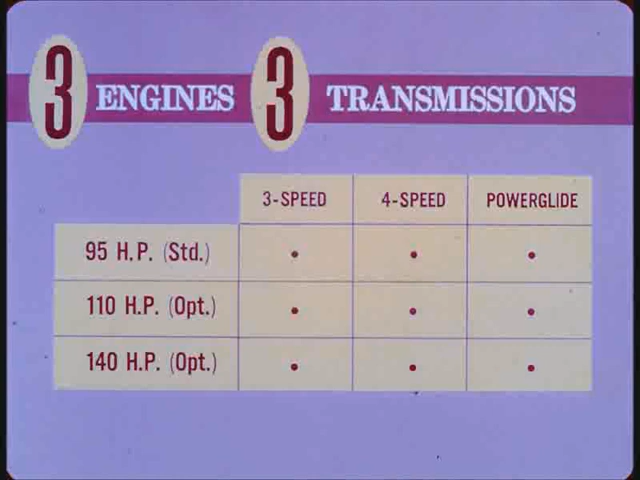 3 ENGINES 3 TRANSMISSIONS
3-SPEED 4-SPEED POWERGLIDE
95 H.P. (Std.) • • •
110 H.P. (Opt.) • • •
140 H.P. (Opt.) • • •